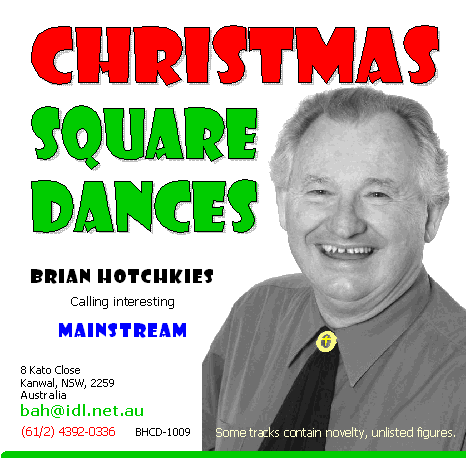 CHRISTMAS
SQUARE
DANCES
BRIAN HOTCHKIES
Calling interesting
MAINSTREAM
8 Kato Close
Kanwal, NSW, 2259
Australia
bah@idl.net.au
(61/2) 4392-0336 BHCD-1009 Some tracks contain novelty, unlisted figures.